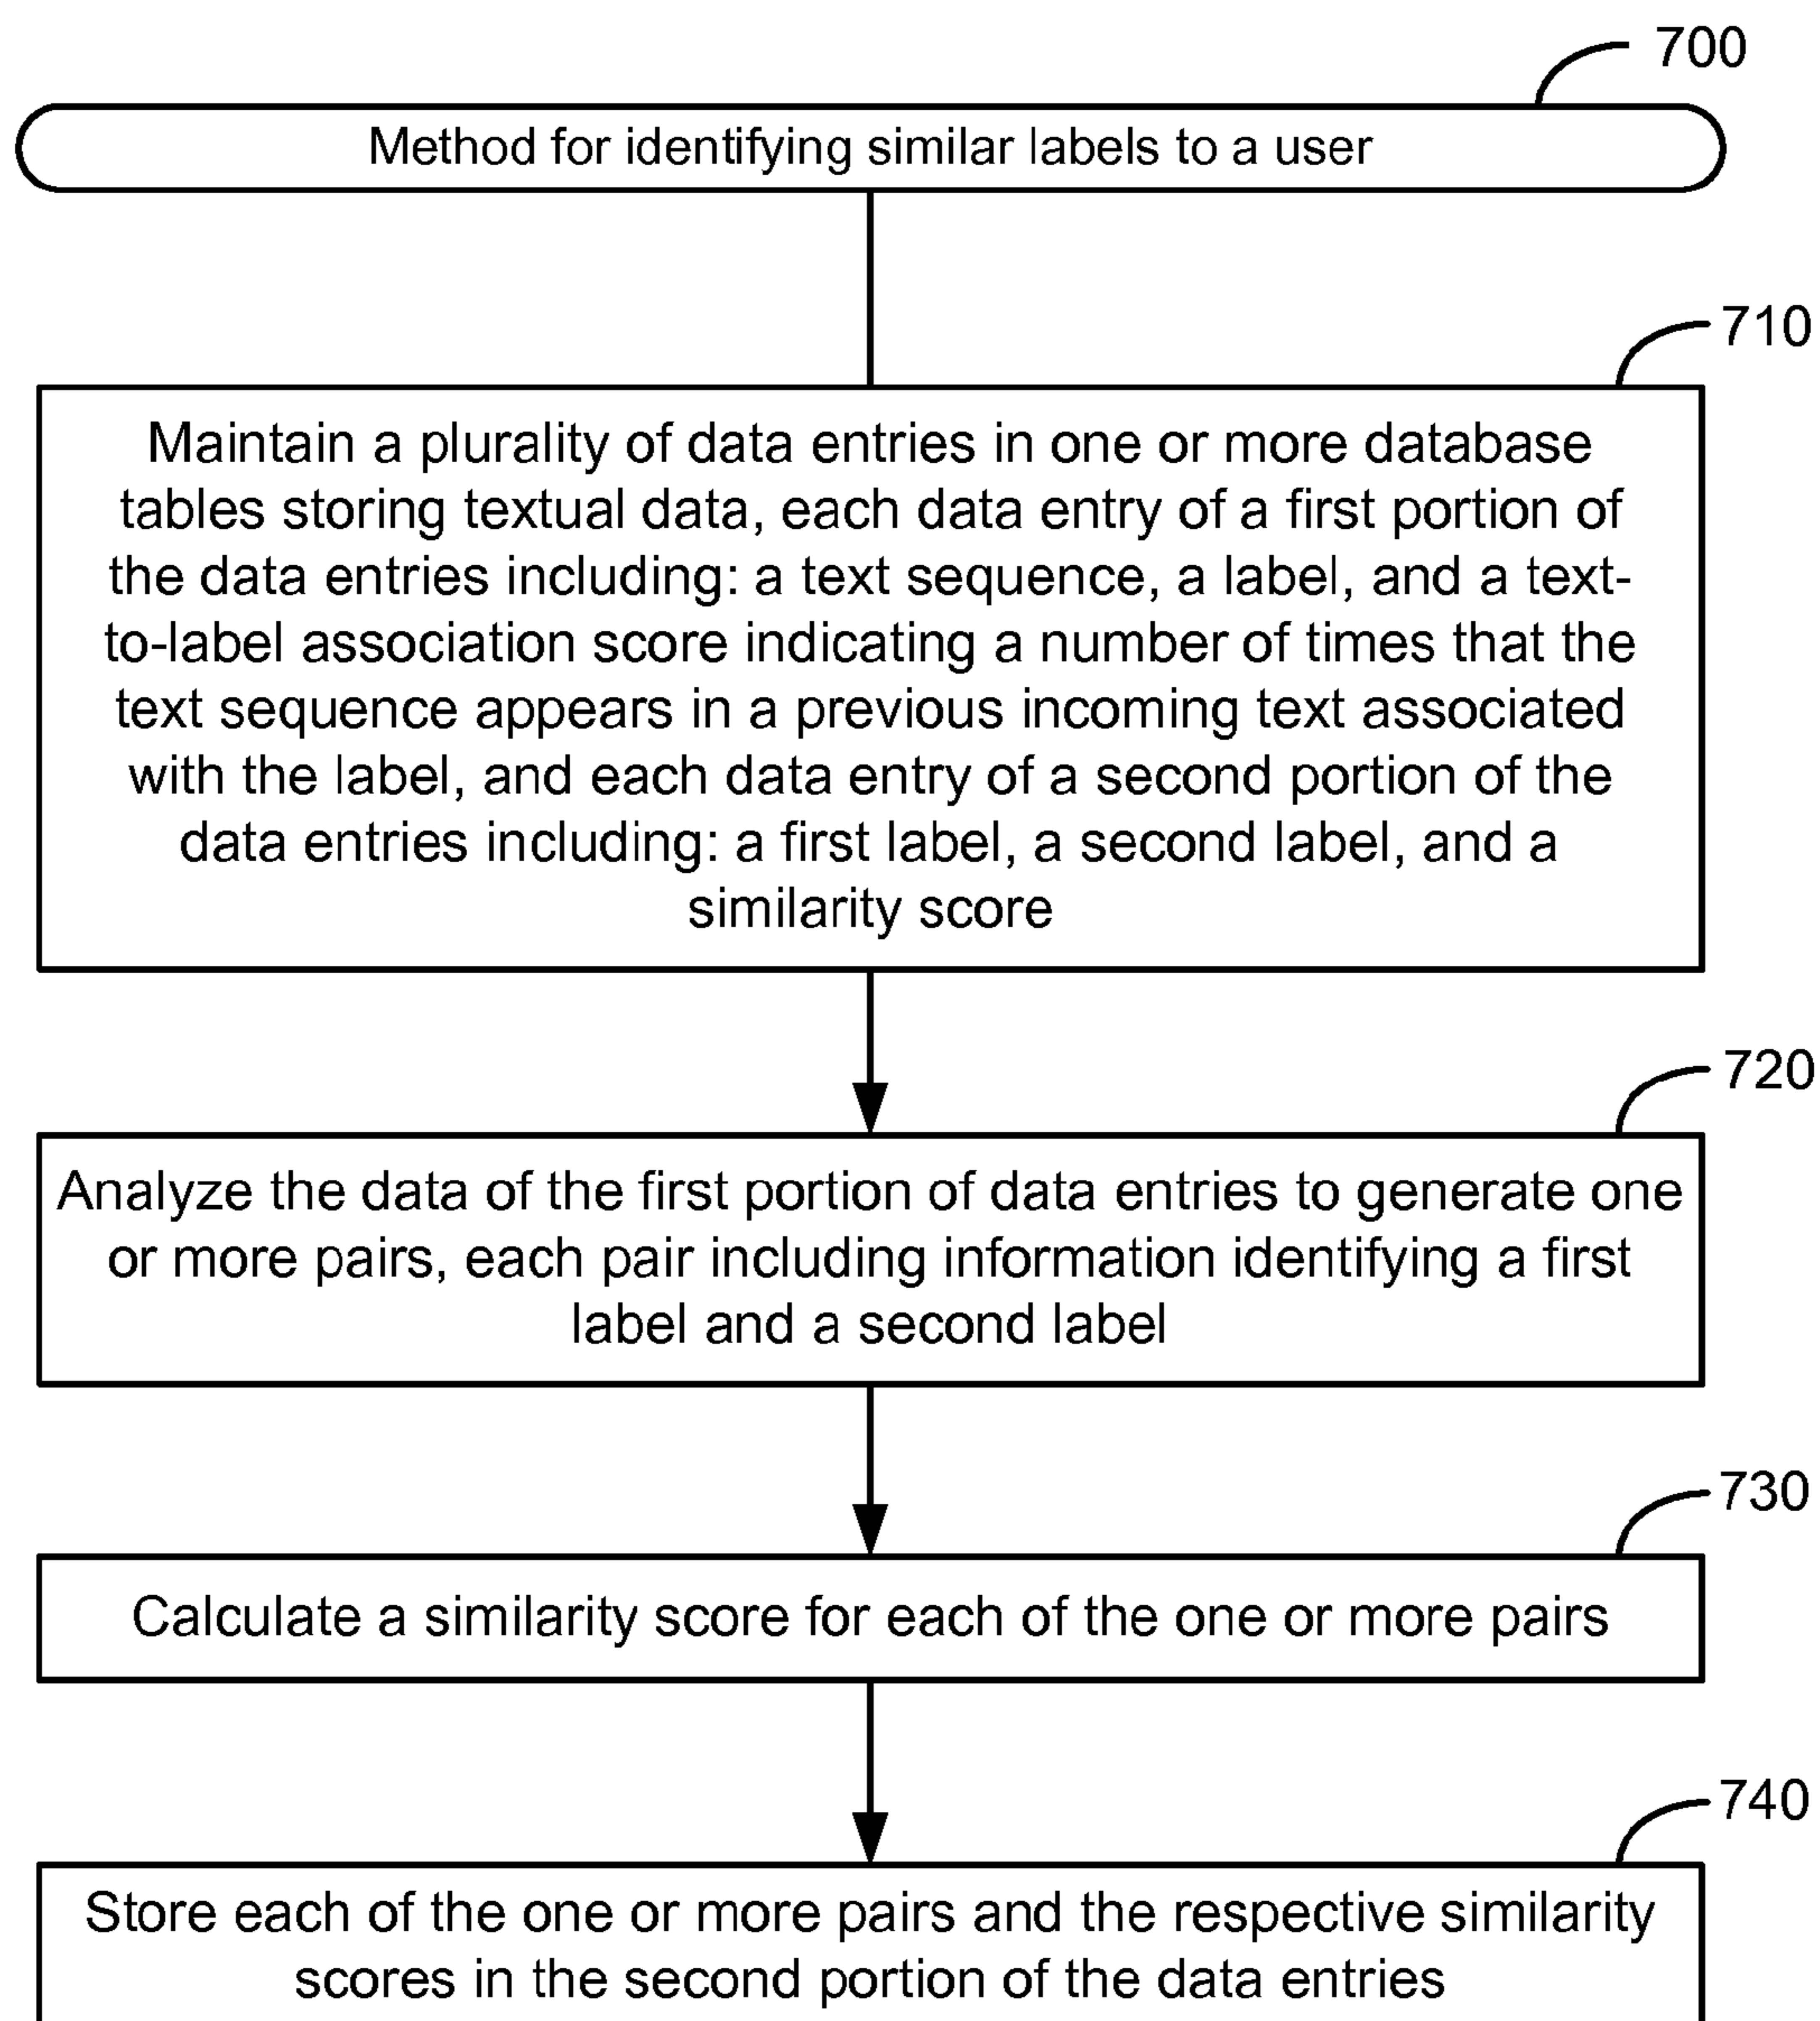 700
Method for identifying similar labels to a user
710
Maintain a plurality of data entries in one or more database
tables storing textual data, each data entry of a first portion of
the data entries including: a text sequence, a label, and a text-
to-label association score indicating a number of times that the
text sequence appears in a previous incoming text associated
with the label, and each data entry of a second portion of the
data entries including: a first label, a second label, and a
similarity score
720
Analyze the data of the first portion of data entries to generate one
or more pairs, each pair including information identifying a first
label and a second label
730
Calculate a similarity score for each of the one or more pairs
740
Store each of the one or more pairs and the respective similarity
scores in the second portion of the data entries